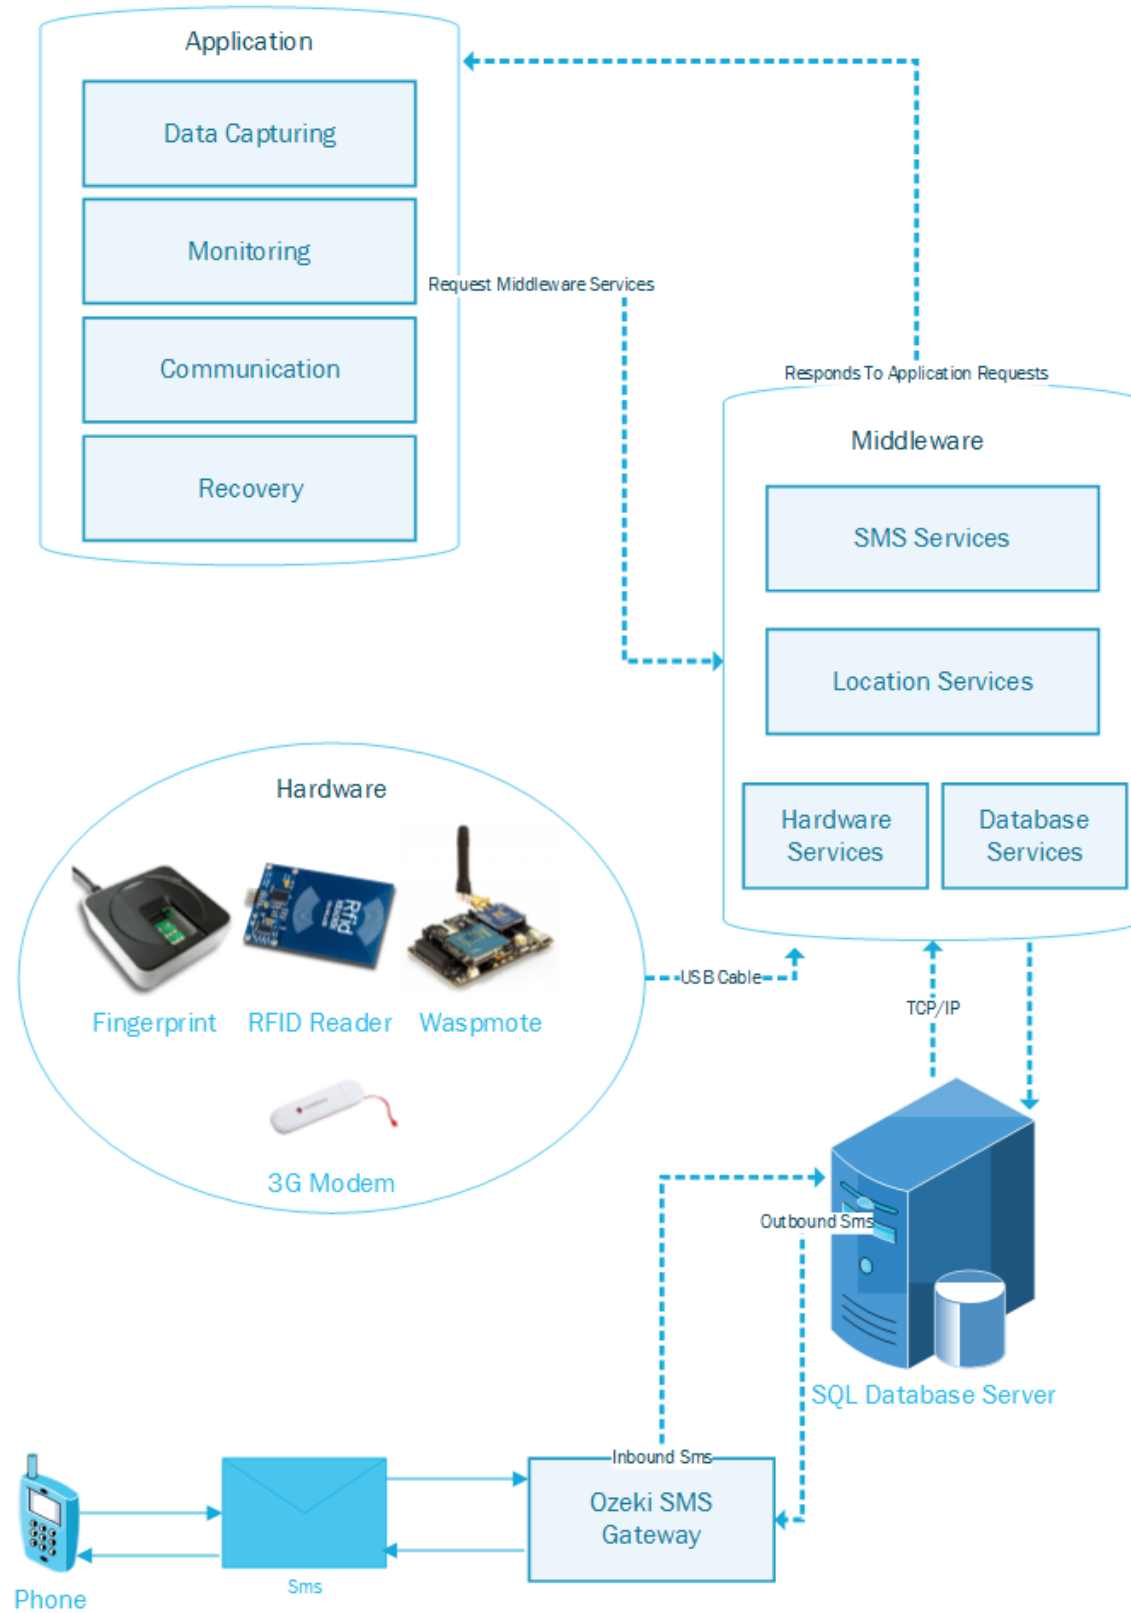 Application
Data Capturing
Monitoring
Communication
Recovery
Request Middleware Services
Responds To Application Requests
Middleware
SMS Services
Location Services
Hardware
Services
Database
Services
Hardware
Rfid
Fingerprint
RFID Reader
Waspmote
3G Modem
USB Cable
TCP/IP
Outbound Sms
SQL Database Server
Inbound Sms
Ozeki SMS
Gateway
Sms
Phone